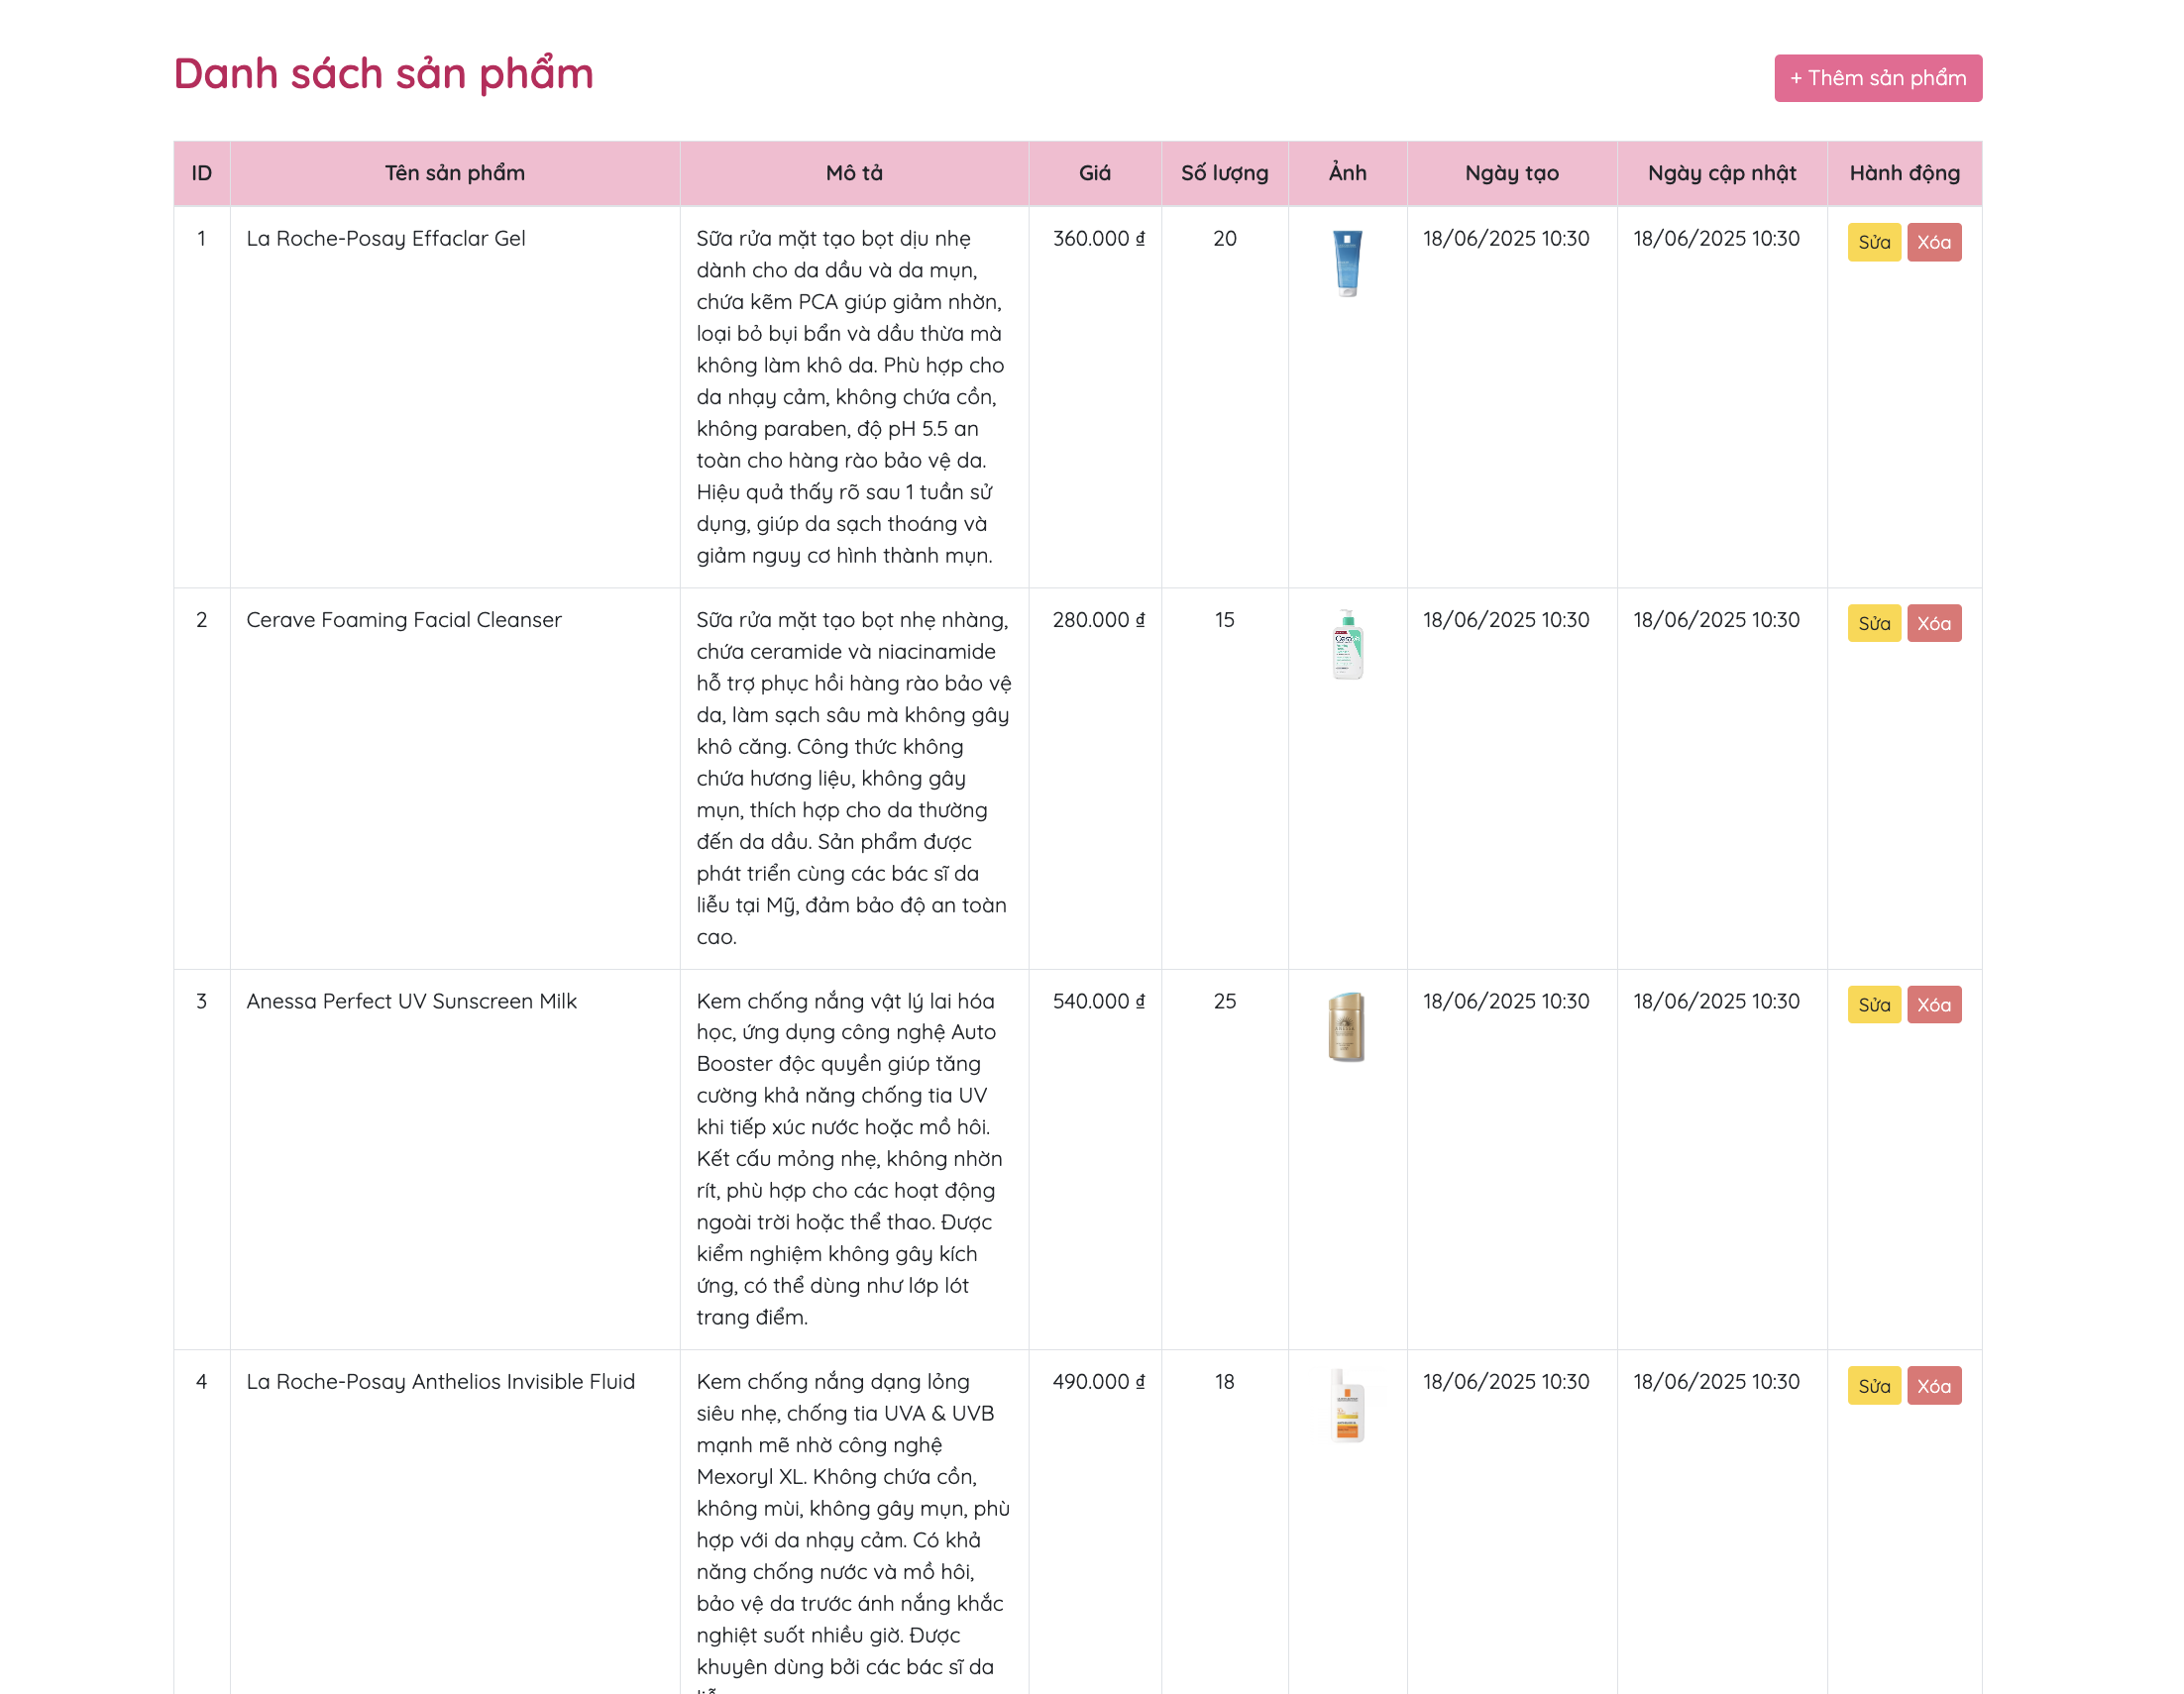 Danh sách sản phẩm
+ Thêm sản phẩm
ID Tên sản phẩm Mô tả Giá Số lượng Ảnh Ngày tạo Ngày cập nhật Hành động
1 La Roche-Posay Effaclar Gel Sữa rửa mặt tạo bọt dịu nhẹ 360.000 ₫ 20 18/06/2025 10:30 18/06/2025 10:30 Sửa Xóa
dành cho da dầu và da mụn,
chứa kẽm PCA giúp giảm nhờn,
loại bỏ bụi bẩn và dầu thừa mà
không làm khô da. Phù hợp cho
da nhạy cảm, không chứa cồn,
không paraben, độ pH 5.5 an
toàn cho hàng rào bảo vệ da.
Hiệu quả thấy rõ sau 1 tuần sử
dụng, giúp da sạch thoáng và
giảm nguy cơ hình thành mụn.
2 Cerave Foaming Facial Cleanser Sữa rửa mặt tạo bọt nhẹ nhàng, 280.000 ₫ 15 18/06/2025 10:30 18/06/2025 10:30 Sửa Xóa
chứa ceramide và niacinamide
hỗ trợ phục hồi hàng rào bảo vệ
da, làm sạch sâu mà không gây
khô căng. Công thức không
chứa hương liệu, không gây
mụn, thích hợp cho da thường
đến da dầu. Sản phẩm được
phát triển cùng các bác sĩ da
liễu tại Mỹ, đảm bảo độ an toàn
cao.
3 Anessa Perfect UV Sunscreen Milk Kem chống nắng vật lý lai hóa 540.000 ₫ 25 18/06/2025 10:30 18/06/2025 10:30 Sửa Xóa
học, ứng dụng công nghệ Auto
Booster độc quyền giúp tăng
cường khả năng chống tia UV
khi tiếp xúc nước hoặc mồ hôi.
Kết cấu mỏng nhẹ, không nhờn
rít, phù hợp cho các hoạt động
ngoài trời hoặc thể thao. Được
kiểm nghiệm không gây kích
ứng, có thể dùng như lớp lót
trang điểm.
4 La Roche-Posay Anthelios Invisible Fluid Kem chống nắng dạng lỏng 490.000 ₫ 18 18/06/2025 10:30 18/06/2025 10:30 Sửa Xóa
siêu nhẹ, chống tia UVA & UVB
mạnh mẽ nhờ công nghệ
Mexoryl XL. Không chứa cồn,
không mùi, không gây mụn, phù
hợp với da nhạy cảm. Có khả
năng chống nước và mồ hôi,
bảo vệ da trước ánh nắng khắc
nghiệt suốt nhiều giờ. Được
khuyên dùng bởi các bác sĩ da